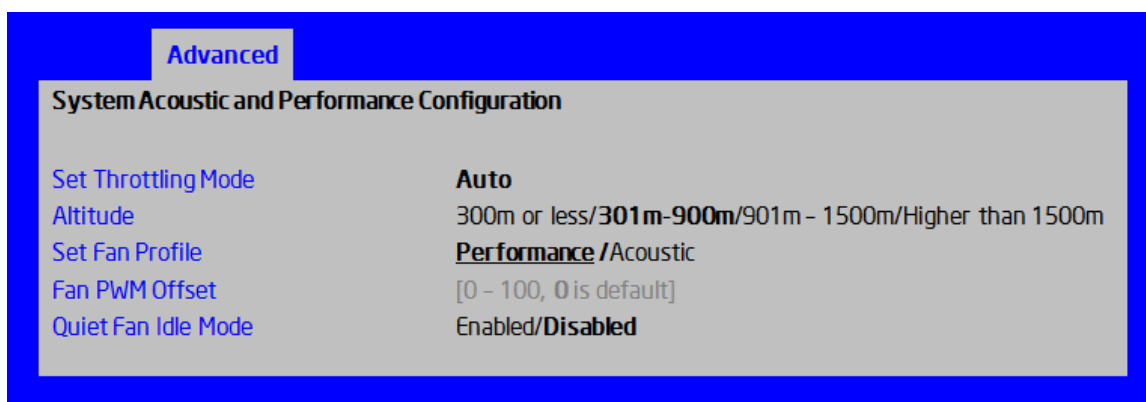 Advanced
System Acoustic and Performance Configuration
Set Throttling Mode Auto
Altitude 300m or less/301m-900m/901m – 1500m/Higher than 1500m
Set Fan Profile Performance /Acoustic
Fan PWM Offset [0 – 100, 0 is default]
Quiet Fan Idle Mode Enabled/Disabled